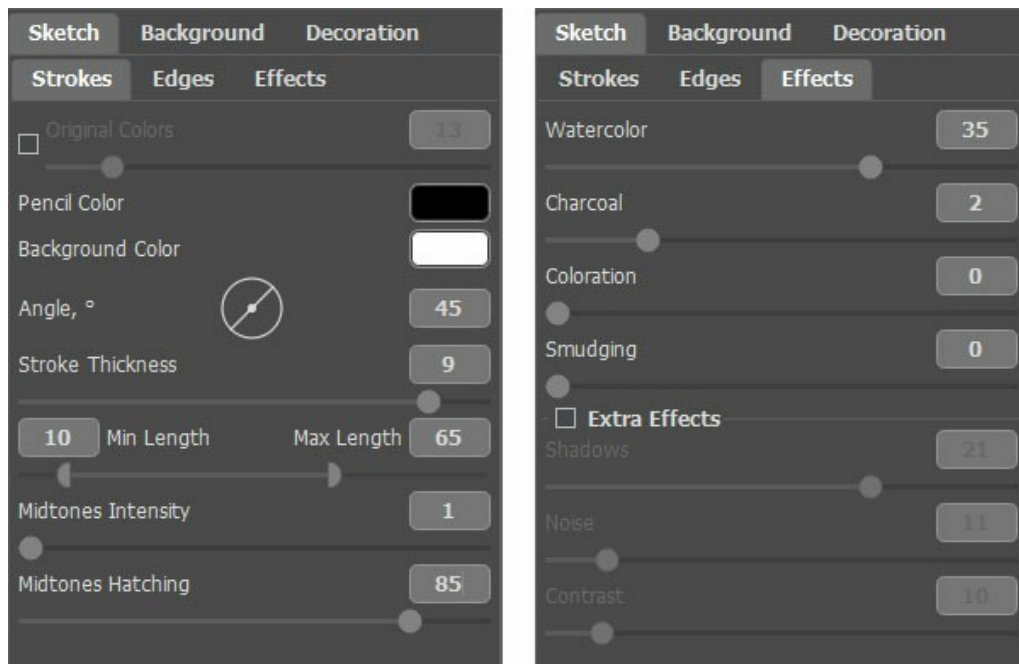 Sketch Background Decoration
Strokes Edges Effects
Original Colors 13
Pencil Color
Background Color
Angle, ° 45
Stroke Thickness 9
10 Min Length Max Length 65
Midtones Intensity 1
Midtones Hatching 85
Sketch Background Decoration
Strokes Edges Effects
Watercolor 35
Charcoal 2
Coloration 0
Smudging 0
Extra Effects
Shadows 21
Noise 11
Contrast 10